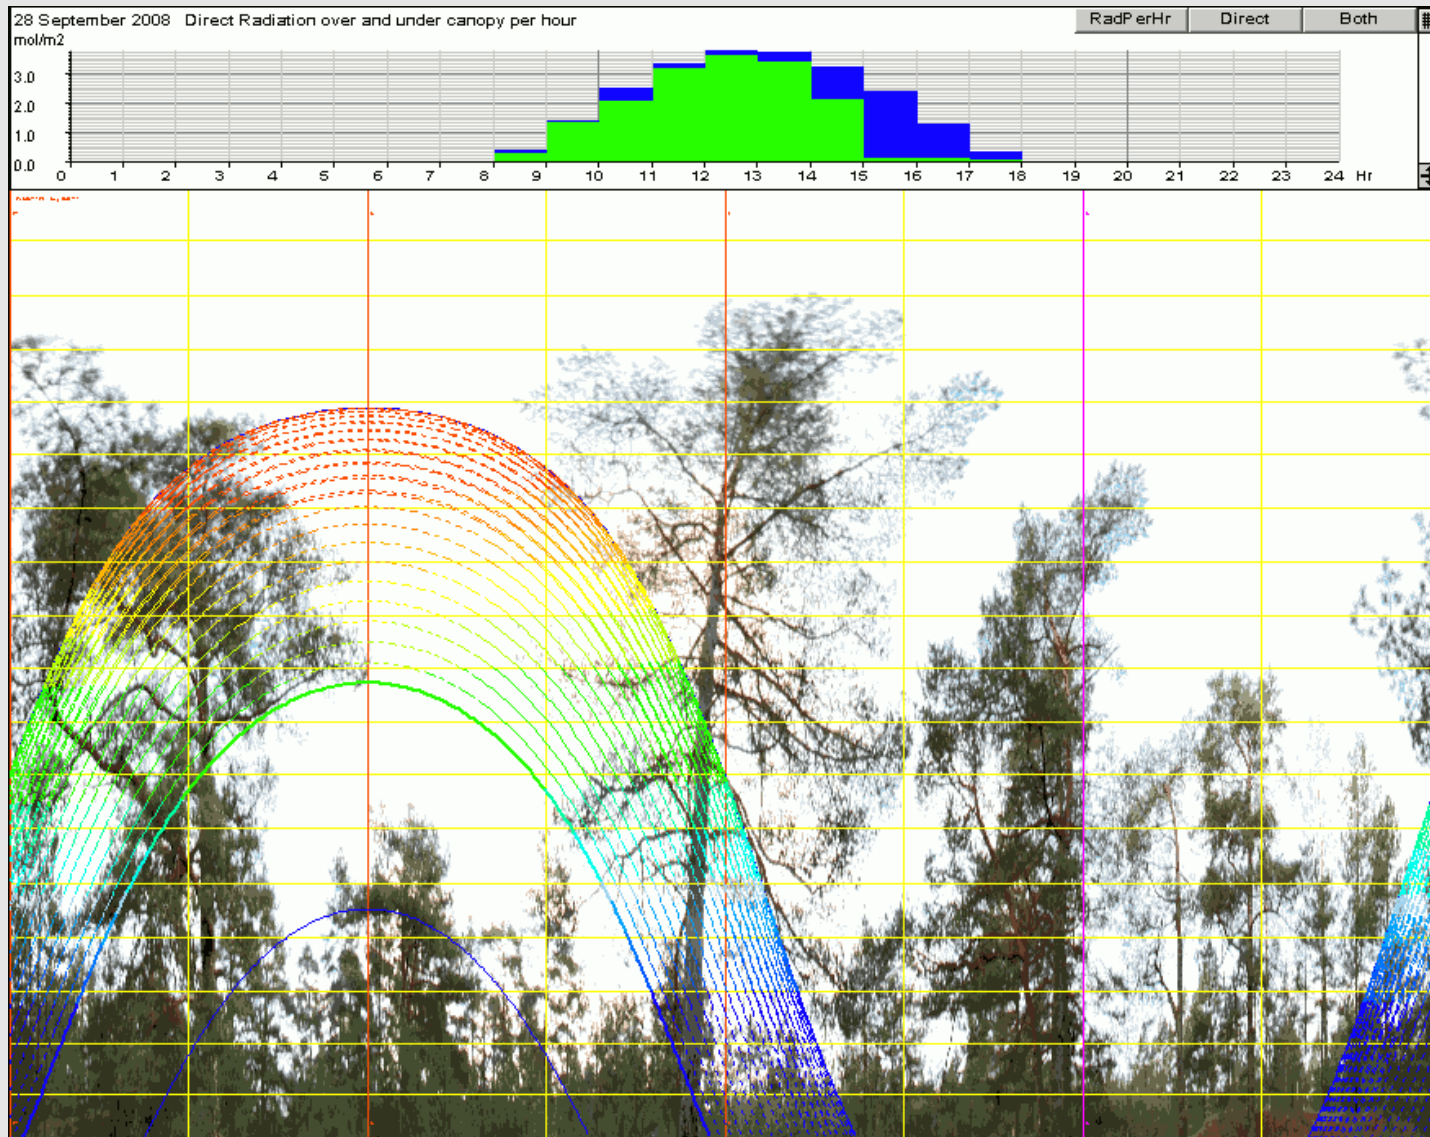 28 September 2008 Direct Radiation over and under canopy per hour
RadPerHr Direct Both
mol/m2
3.0
2.0
1.0
0.0
0 1 2 3 4 5 6 7 8 9 10 11 12 13 14 15 16 17 18 19 20 21 22 23 24 Hr